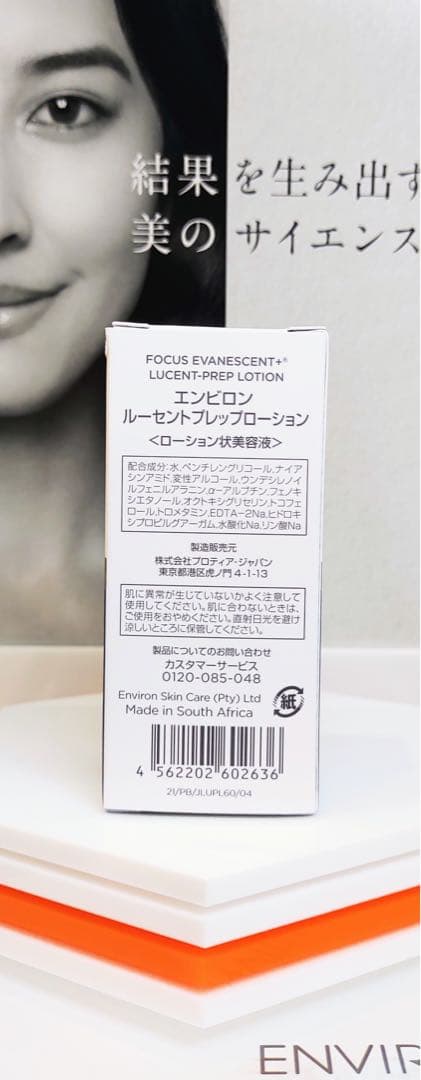 結果を生み出す
美のサイエンス
FOCUS EVANESCENT+®
LUCENT-PREP LOTION
エンビロン
ルーセントプレップローション
<ローション状美容液>
配合成分:水,ペンチレングリコール,ナイア
シンアミド,変性アルコール,ウンデシレノイ
ルフェニルアラニン,α-アルブチン,フェノキ
シエタノール,オクトキシグリセリン,トコフェ
ロール,トロメタミン,EDTA-2Na,ヒドロキ
シプロピルグアーガム,水酸化Na,リン酸Na
製造販売元
株式会社プロティア・ジャパン
東京都港区虎ノ門4-1-13
肌に異常が生じていないかよく注意して
使用してください。肌に合わないときは、
ご使用をおやめください。直射日光を避け
涼しいところに保管してください。
製品についてのお問い合わせ
カスタマーサービス
0120-085-048
Environ Skin Care (Pty) Ltd
Made in South Africa
紙
4 562202 602636
21/PB/JLUPL60/04
ENVIR